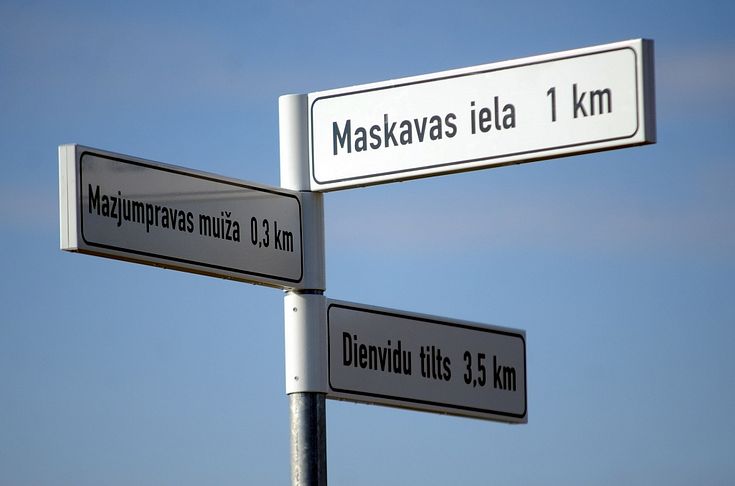 Maskavas iela 1 km
Mazjumpravas muiža 0,3 km
Dienvidu tilts 3,5 km